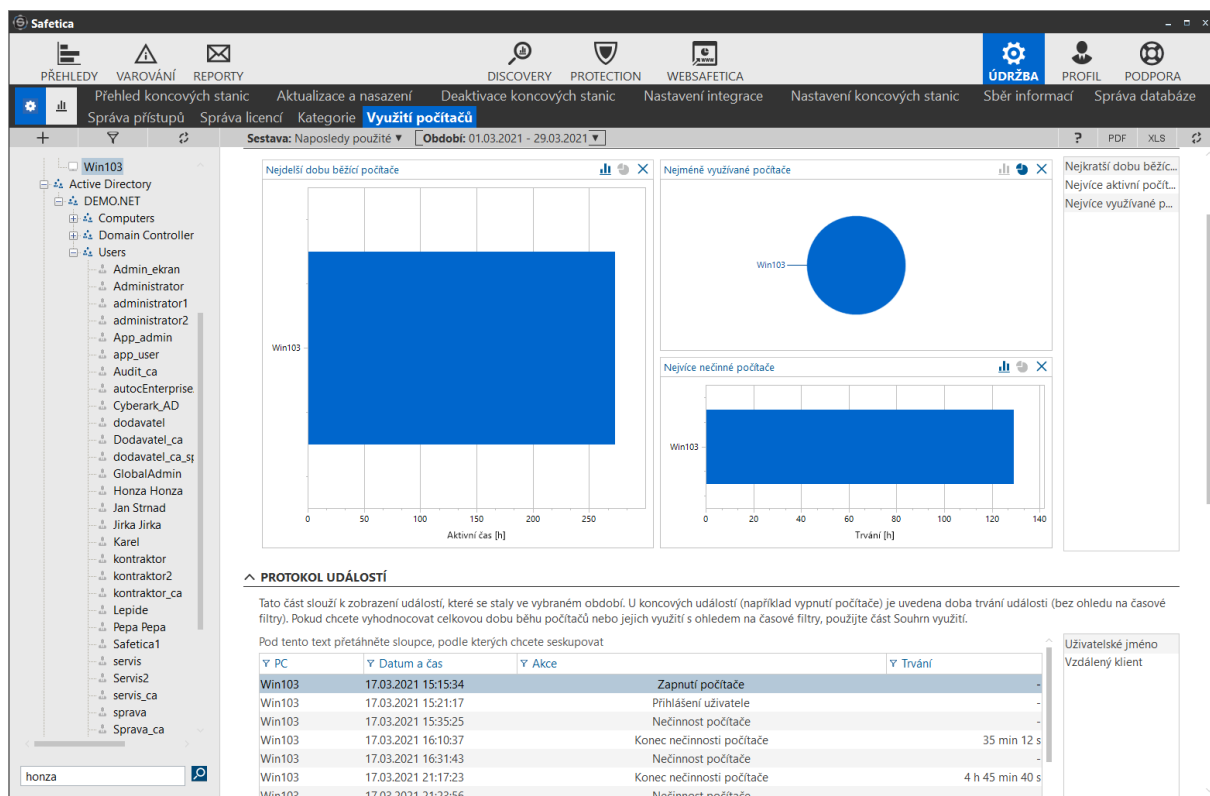 Safetica
PŘEHLEDY VAROVÁNÍ REPORTY DISCOVERY PROTECTION WEBSAFETICA ÚDRŽBA PROFIL PODPORA
Přehled koncových stanic Aktualizace a nasazení Deaktivace koncových stanic Nastavení integrace Nastavení koncových stanic Sběr informací Správa databáze
Správa přístupů Správa licencí Kategorie Využití počítačů
Sestava: Naposledy použité ▼ Období: 01.03.2021 - 29.03.2021 ▼ ? PDF XLS
Win103
Active Directory
DEMO.NET
Computers
Domain Controller
Users
Admin_ekran
Administrator
administrator1
administrator2
App_admin
app_user
Audit_ca
autocEnterprise
Cyberark_AD
dodavatel
Dodavatel_ca
dodavatel_ca_sp
GlobalAdmin
Honza Honza
Jan Strnad
Jirka Jirka
Karel
kontraktor
kontraktor2
kontraktor_ca
Lepide
Pepa Pepa
Safetica1
servis
Servis2
servis_ca
sprava
Sprava_ca
honza
Nejdelší dobu běžící počítače
Win103
0 50 100 150 200 250
Aktivní čas [h]
Nejméně využívané počítače
Win103
Nejvíce nečinné počítače
Win103
0 20 40 60 80 100 120 140
Trvání [h]
Nejkratší dobu běžíc...
Nejvíce aktivní počít...
Nejvíce využívané p...
PROTOKOL UDÁLOSTÍ
Tato část slouží k zobrazení událostí, které se staly ve vybraném období. U koncových událostí (například vypnutí počítače) je uvedena doba trvání události (bez ohledu na časové
filtry). Pokud chcete vyhodnocovat celkovou dobu běhu počítačů nebo jejich využití s ohledem na časové filtry, použijte část Souhrn využití.
Pod tento text přetáhněte sloupce, podle kterých chcete seskupovat
PC Datum a čas Akce Trvání
Win103 17.03.2021 15:15:34 Zapnutí počítače -
Win103 17.03.2021 15:21:17 Přihlášení uživatele -
Win103 17.03.2021 15:35:25 Nečinnost počítače -
Win103 17.03.2021 16:10:37 Konec nečinnosti počítače 35 min 12 s
Win103 17.03.2021 16:31:43 Nečinnost počítače -
Win103 17.03.2021 21:17:23 Konec nečinnosti počítače 4 h 45 min 40 s
Win103 17.03.2021 21:23:56 Nečinnost počítače
Uživatelské jméno
Vzdálený klient